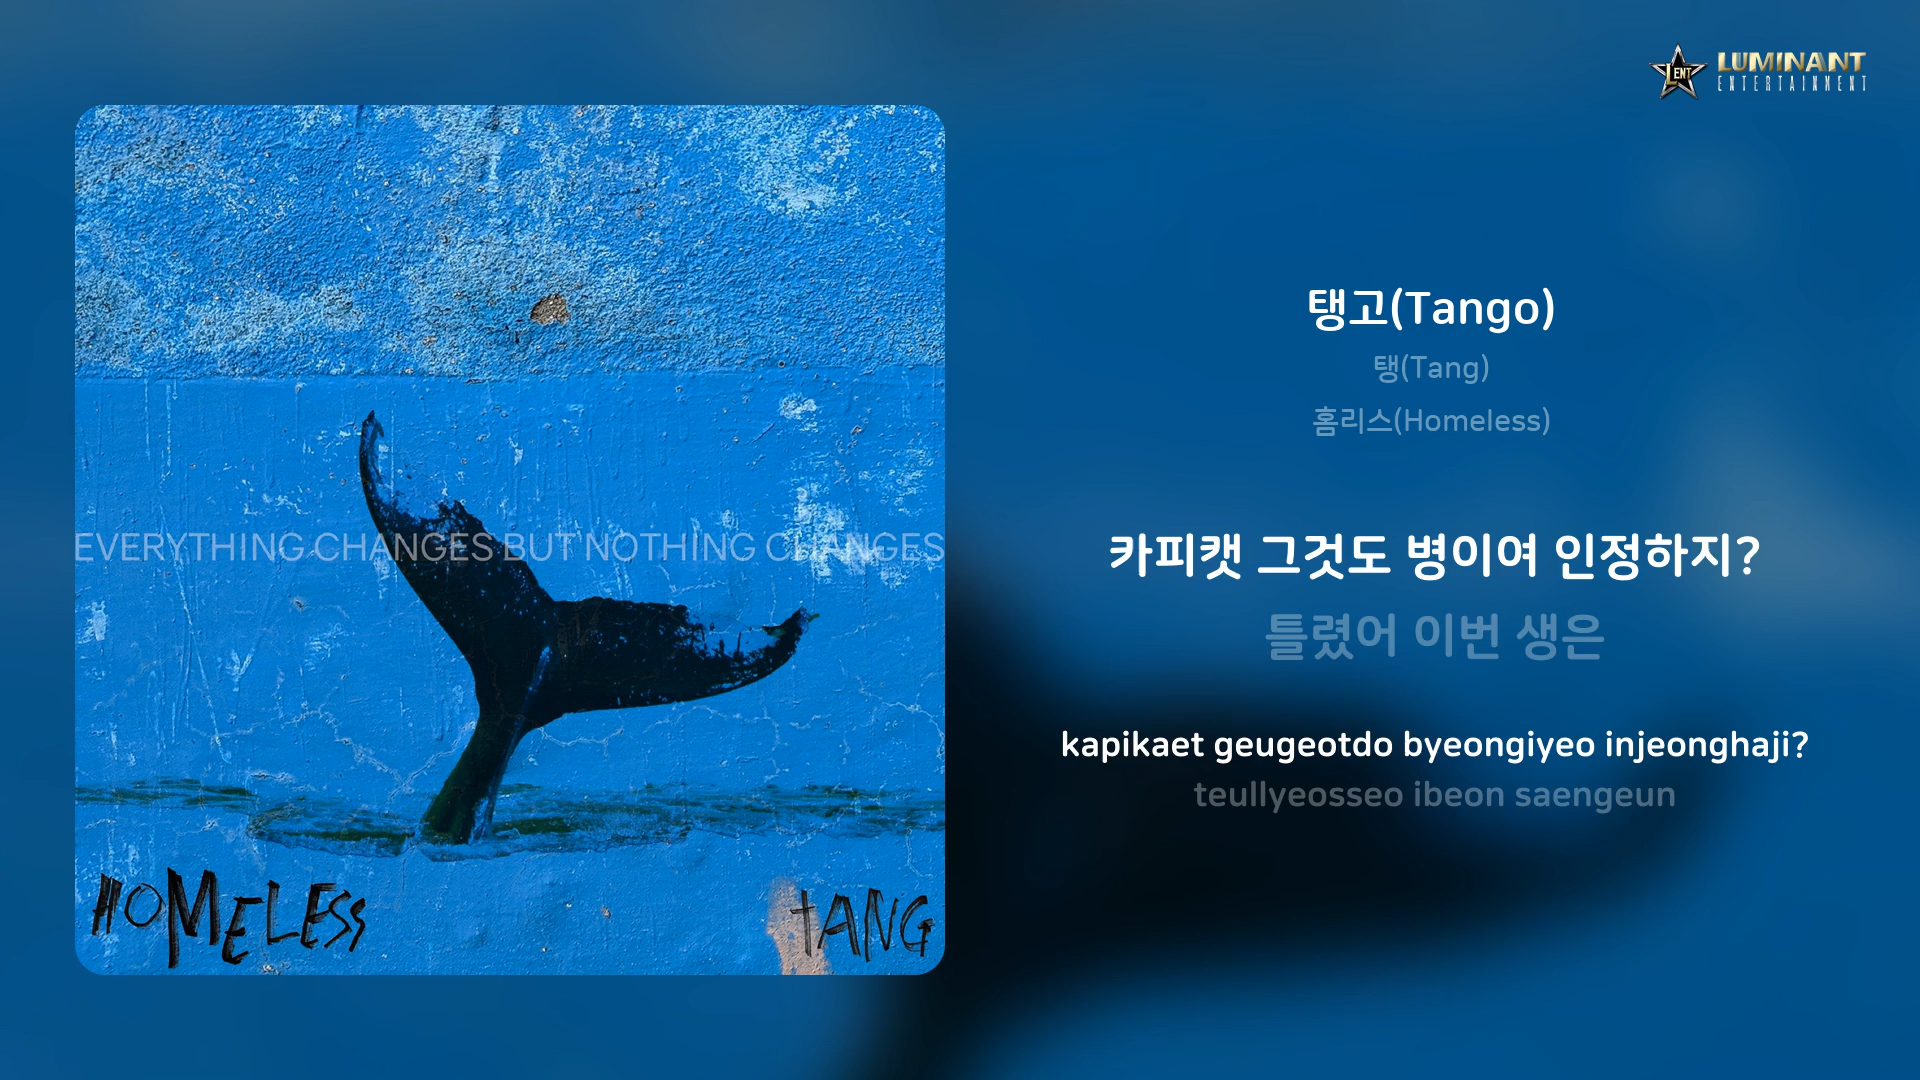 LENT
LUMINANT
ENTERTAINMENT
EVERYTHING CHANGES BUT NOTHING CHANGES
HOMELESS
tANG
탱고(Tango)
탱(Tang)
홈리스(Homeless)
카피캣 그것도 병이여 인정하지?
틀렸어 이번 생은
kapikaet geugeotdo byeongiyeo injeonghaji?
teullyeosseo ibeon saengeun